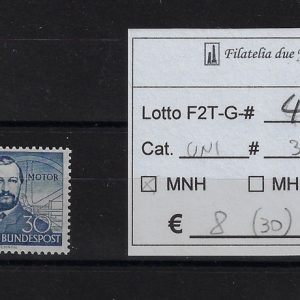 Filatelia due
Lotto F2T-G-# 4
Cat. UNI # 3
MOTOR
☒ MNH MH
30
BUNDESPOST
€ 8 (30)